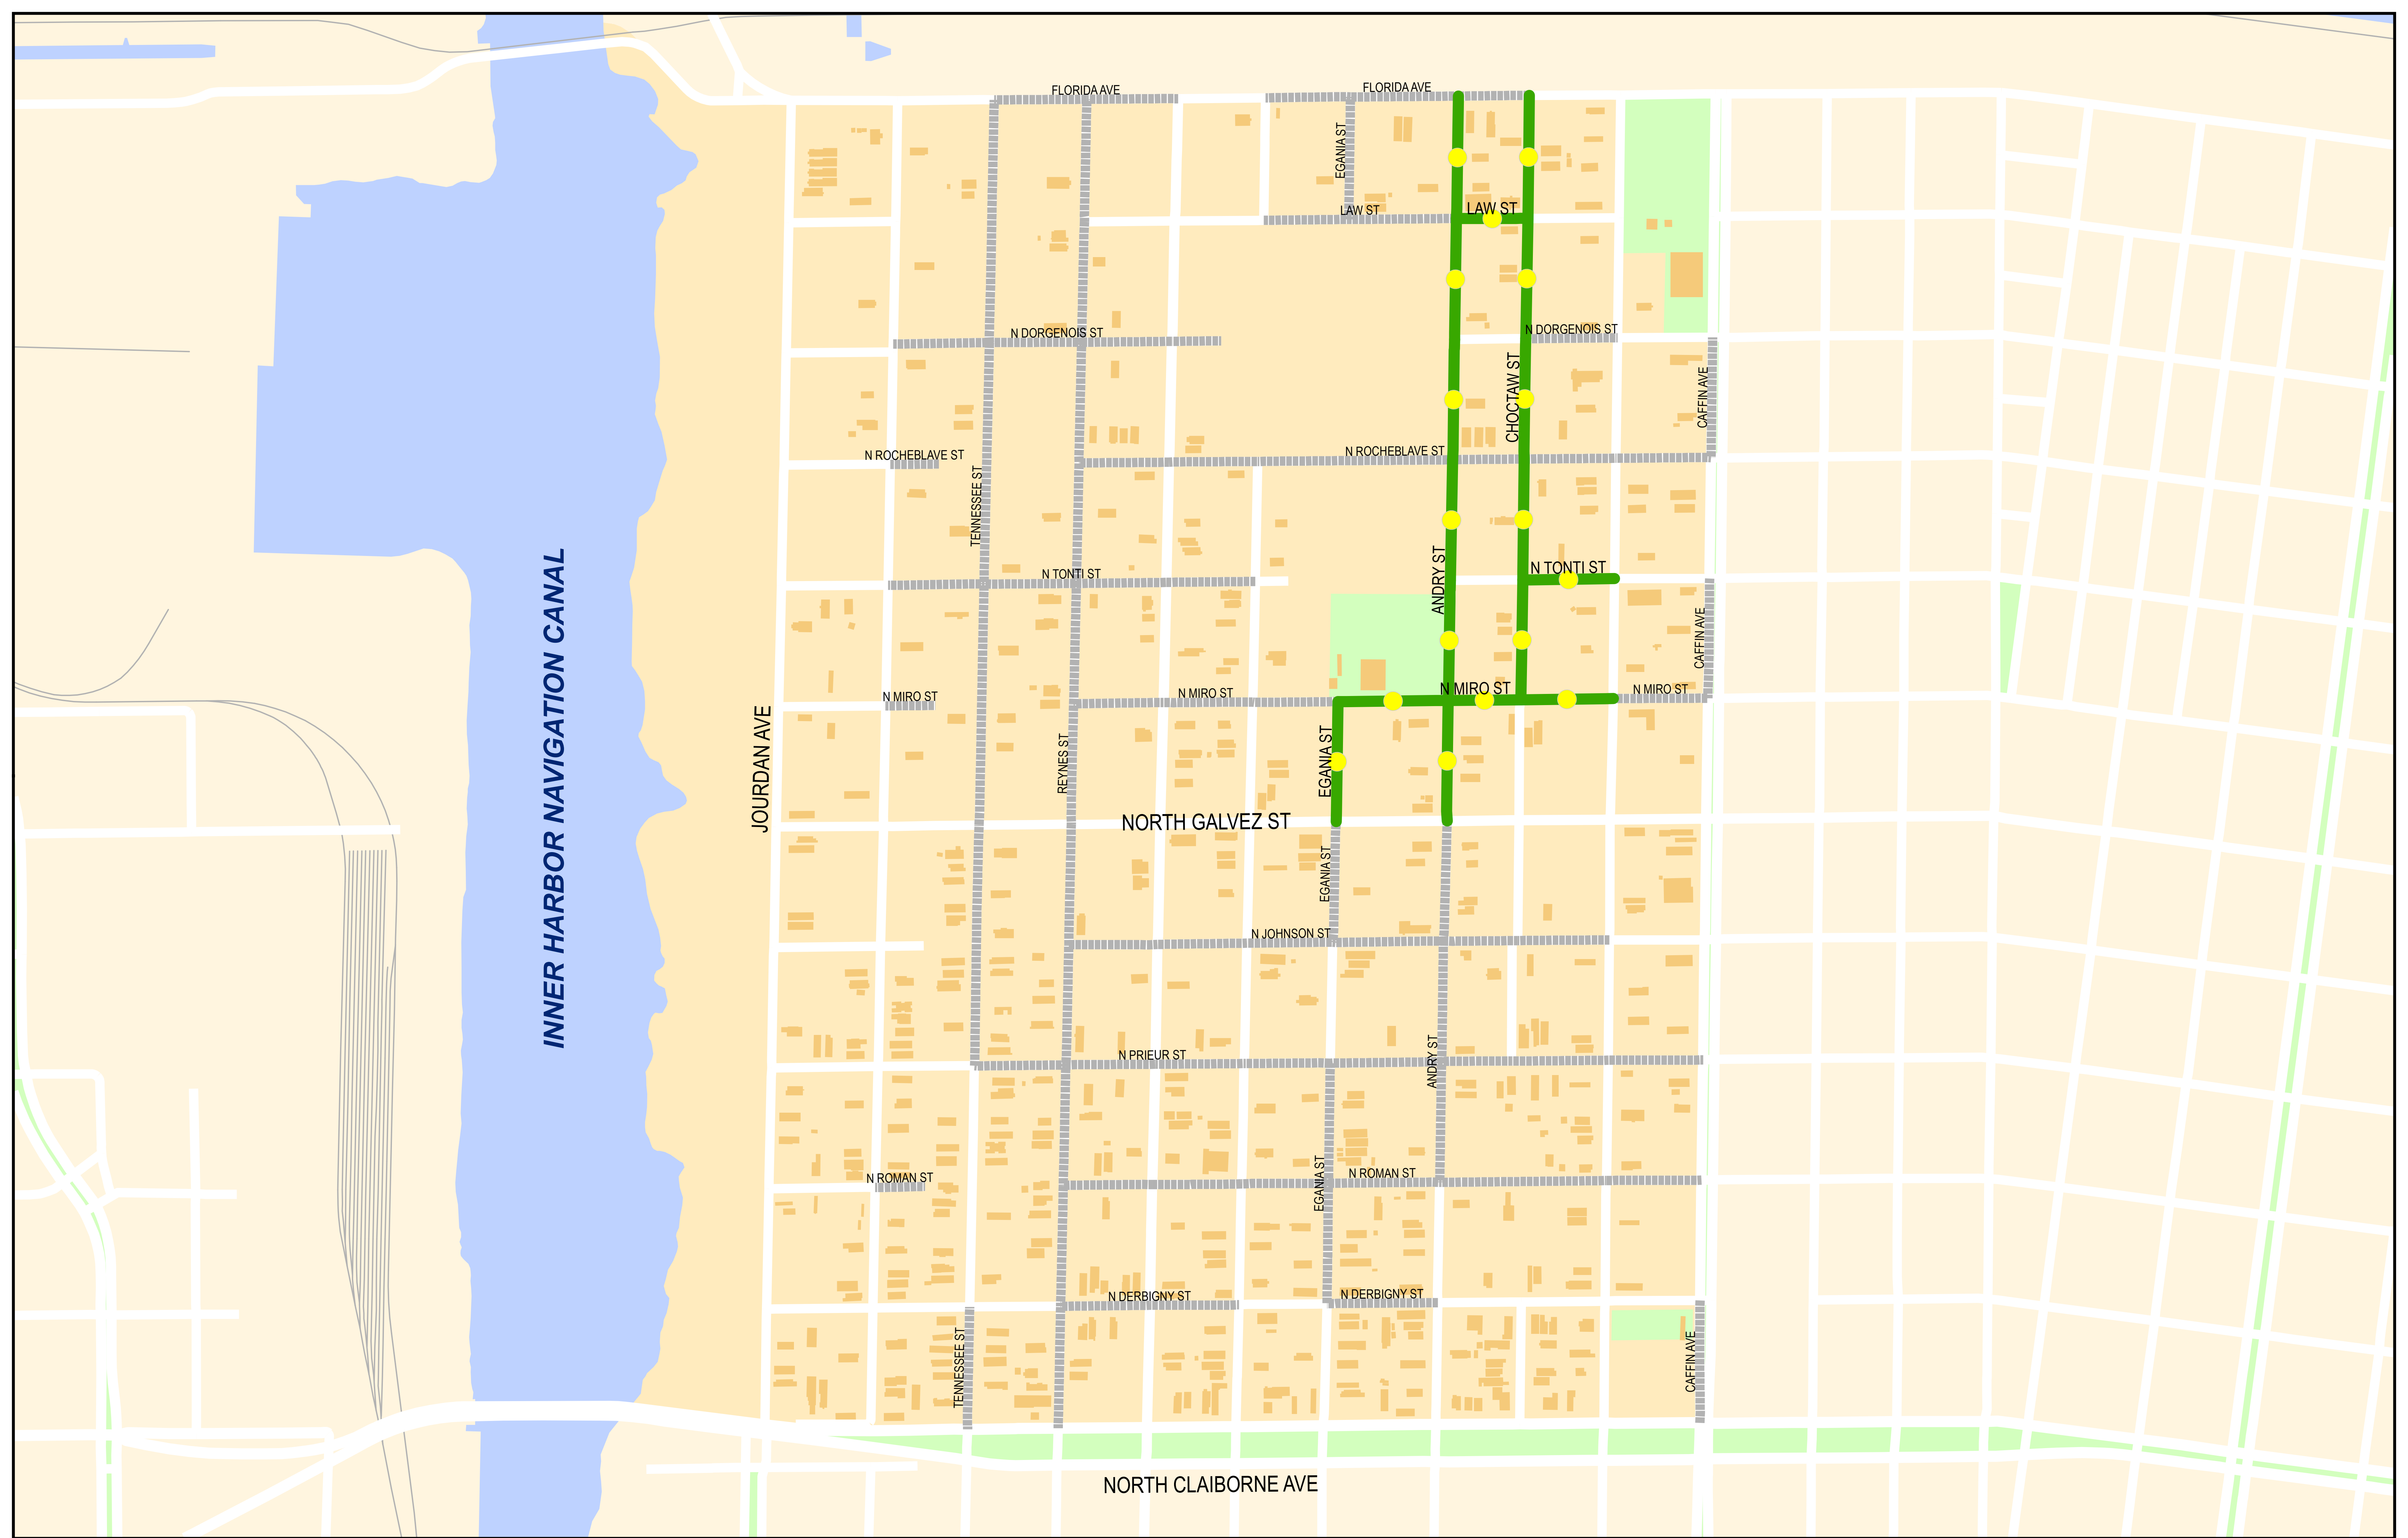 FLORIDA AVE
FLORIDA AVE
EGANIA ST
LAW ST
LAW ST
N DORGENOIS ST
N DORGENOIS ST
CHOCTAW ST
CAFFIN AVE
N ROCHEBLAVE ST
N ROCHEBLAVE ST
TENNESSEE ST
N TONTI ST
N TONTI ST
ANDRY ST
CAFFIN AVE
N MIRO ST
N MIRO ST
N MIRO ST
N MIRO ST
INNER HARBOR NAVIGATION CANAL
JOURDAN AVE
REYNES ST
EGANIA ST
NORTH GALVEZ ST
EGANIA ST
N JOHNSON ST
N PRIEUR ST
ANDRY ST
N ROMAN ST
EGANIA ST
N ROMAN ST
N DERBIGNY ST
N DERBIGNY ST
TENNESSEE ST
CAFFIN AVE
NORTH CLAIBORNE AVE